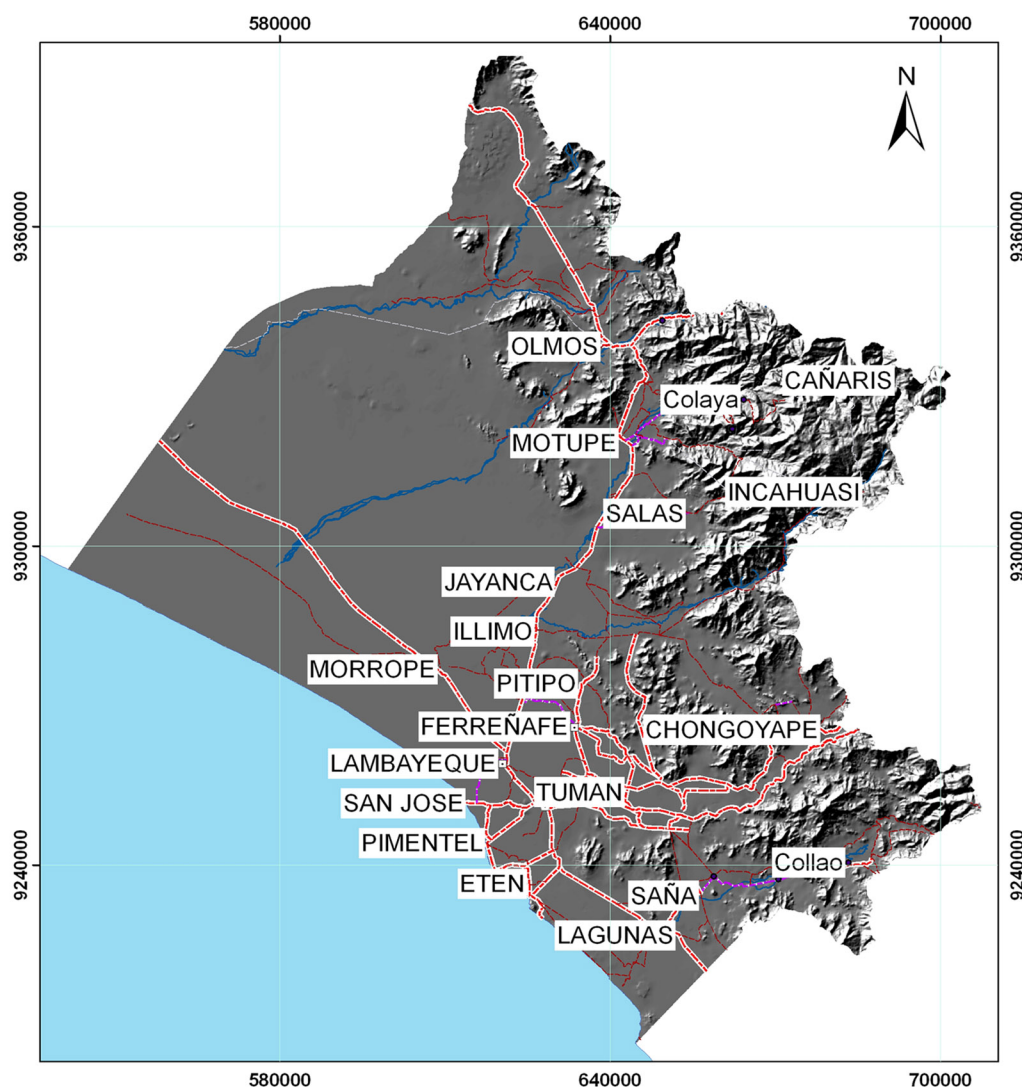 580000
640000
700000
N
9360000
9360000
OLMOS
CAÑARIS
Colaya
MOTUPE
INCAHUASI
SALAS
9300000
9300000
JAYANCA
ILLIMO
MORROPE
PITIPO
FERREÑAFE
CHONGOYAPE
LAMBAYEQUE
TUMAN
SAN JOSE
PIMENTEL
Collao
9240000
9240000
ETEN
SAÑA
LAGUNAS
580000
640000
700000